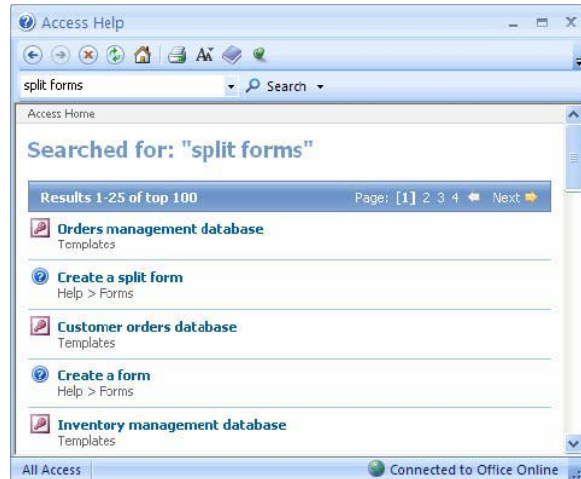 Access Help
split forms
Search
Access Home
Searched for: "split forms"
Results 1-25 of top 100 Page: [1] 2 3 4 Next
Orders management database
Templates
Create a split form
Help > Forms
Customer orders database
Templates
Create a form
Help > Forms
Inventory management database
Templates
All Access Connected to Office Online